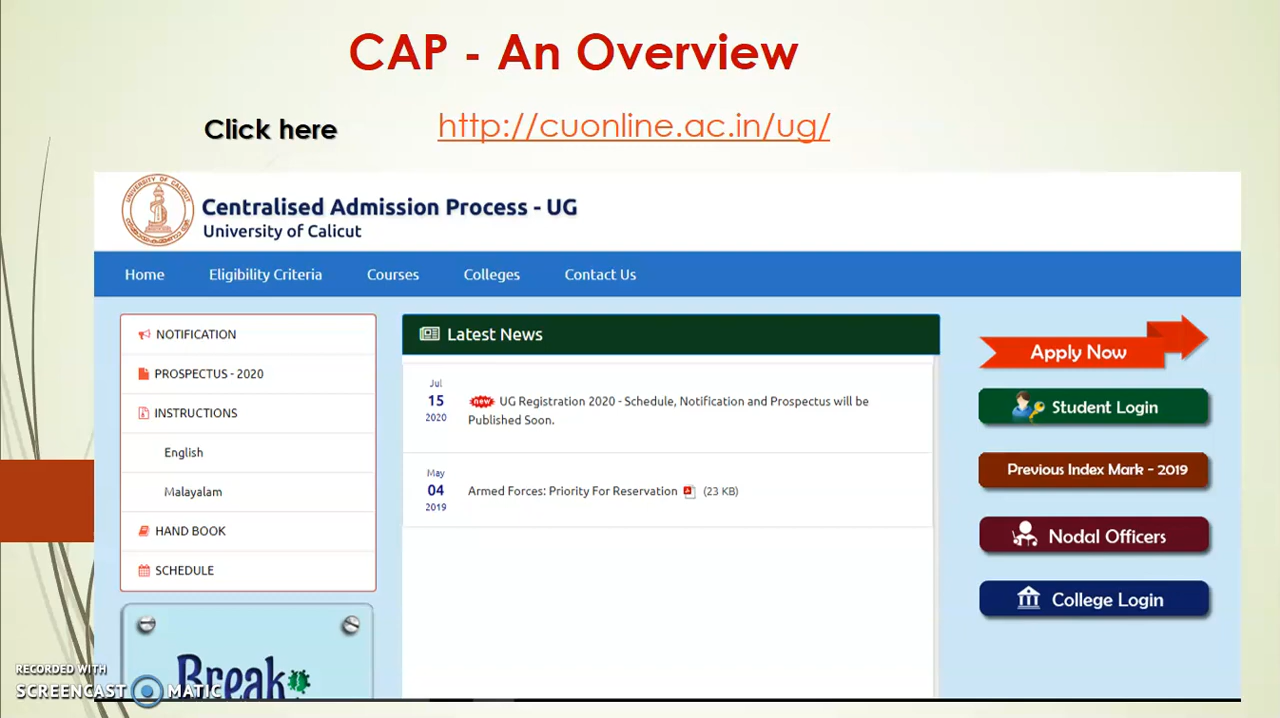 CAP - An Overview
Click here
http://cuonline.ac.in/ug/
UNIVERSITY OF CALICUT
Centralised Admission Process - UG
University of Calicut
Home
Eligibility Criteria
Courses
Colleges
Contact Us
NOTIFICATION
PROSPECTUS - 2020
INSTRUCTIONS
English
Malayalam
HAND BOOK
SCHEDULE
Break
Latest News
Jul
15
2020
new UG Registration 2020 - Schedule, Notification and Prospectus will be
Published Soon.
May
04
2019
Armed Forces: Priority For Reservation (23 KB)
Apply Now
Student Login
Previous Index Mark - 2019
Nodal Officers
College Login
RECORDED WITH
SCREENCAST MATIC